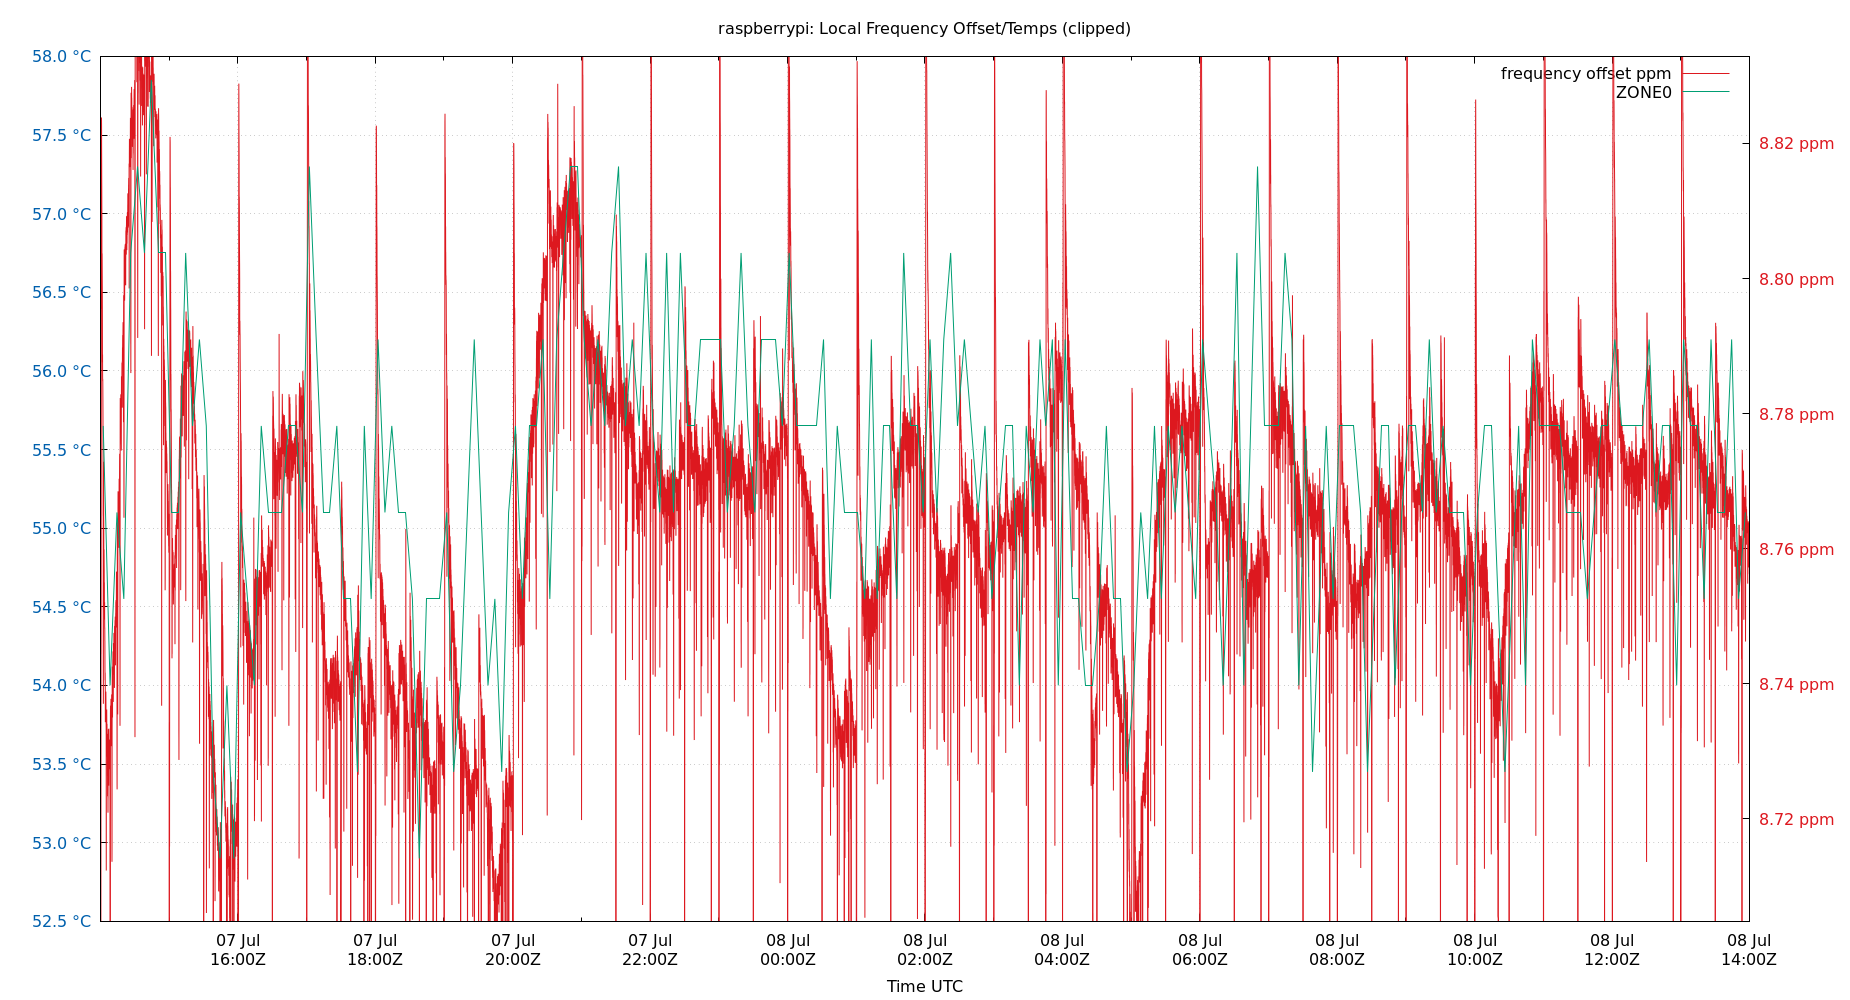 raspberrypi: Local Frequency Offset/Temps (clipped)
frequency offset ppm
ZONE0
58.0 °C
57.5 °C
57.0 °C
56.5 °C
56.0 °C
55.5 °C
55.0 °C
54.5 °C
54.0 °C
53.5 °C
53.0 °C
52.5 °C
8.82 ppm
8.80 ppm
8.78 ppm
8.76 ppm
8.74 ppm
8.72 ppm
07 Jul
16:00Z
07 Jul
18:00Z
07 Jul
20:00Z
07 Jul
22:00Z
08 Jul
00:00Z
08 Jul
02:00Z
08 Jul
04:00Z
08 Jul
06:00Z
08 Jul
08:00Z
08 Jul
10:00Z
08 Jul
12:00Z
08 Jul
14:00Z
Time UTC